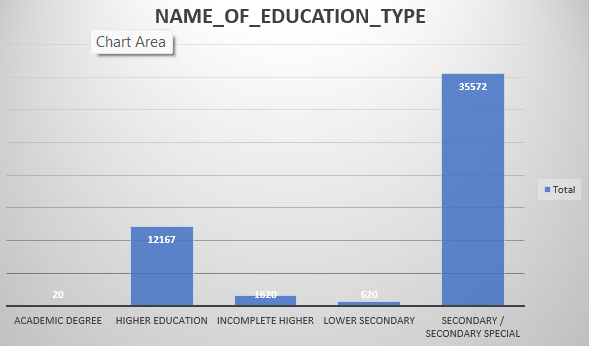 NAME_OF_EDUCATION_TYPE
Chart Area
35572
12167
20
1620
620
Total
ACADEMIC DEGREE
HIGHER EDUCATION
INCOMPLETE HIGHER
LOWER SECONDARY
SECONDARY /
SECONDARY SPECIAL